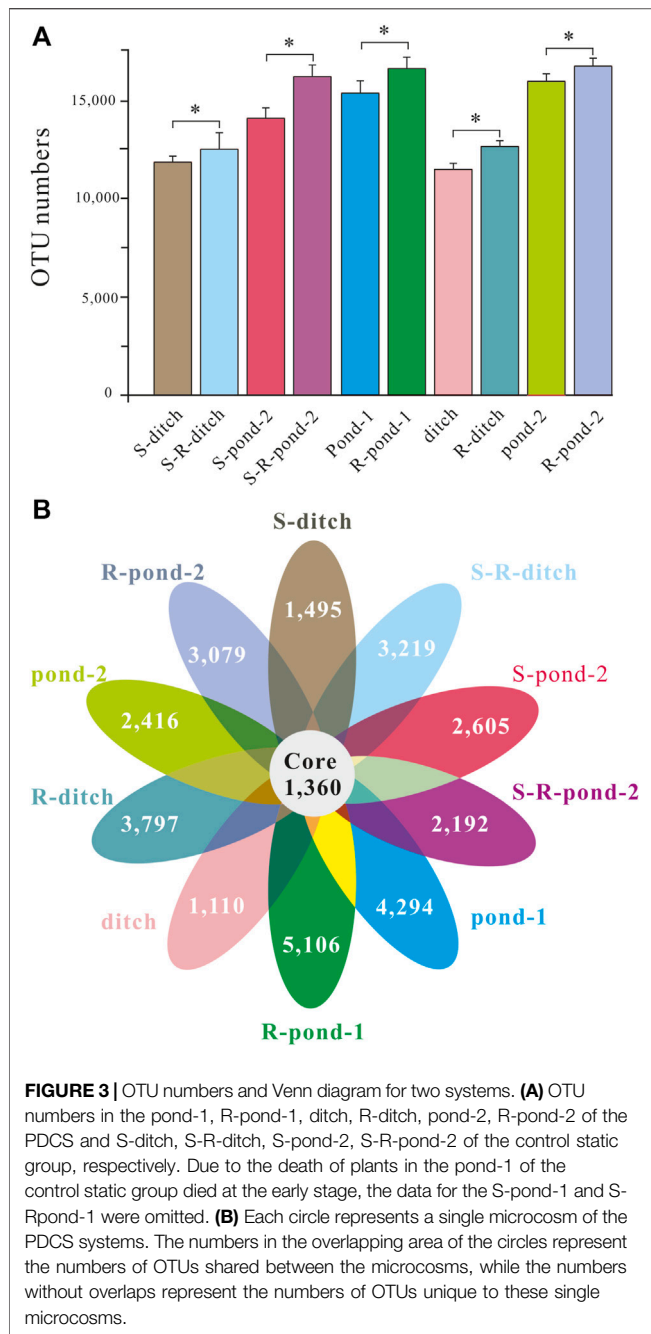 A
OTU numbers
15,000
10,000
5,000
0
* * * * *
S-ditch
S-R-ditch
S-pond-2
S-R-pond-2
Pond-1
R-pond-1
ditch
R-ditch
pond-2
R-pond-2
B
S-ditch
R-pond-2
S-R-ditch
1,495
3,079
3,219
pond-2
S-pond-2
2,416
2,605
Core
1,360
R-ditch
S-R-pond-2
3,797
2,192
1,110
4,294
ditch
5,106
pond-1
R-pond-1
FIGURE 3 | OTU numbers and Venn diagram for two systems. (A) OTU
numbers in the pond-1, R-pond-1, ditch, R-ditch, pond-2, R-pond-2 of the
PDCS and S-ditch, S-R-ditch, S-pond-2, S-R-pond-2 of the control static
group, respectively. Due to the death of plants in the pond-1 of the
control static group died at the early stage, the data for the S-pond-1 and S-
Rpond-1 were omitted. (B) Each circle represents a single microcosm of the
PDCS systems. The numbers in the overlapping area of the circles represent
the numbers of OTUs shared between the microcosms, while the numbers
without overlaps represent the numbers of OTUs unique to these single
microcosms.